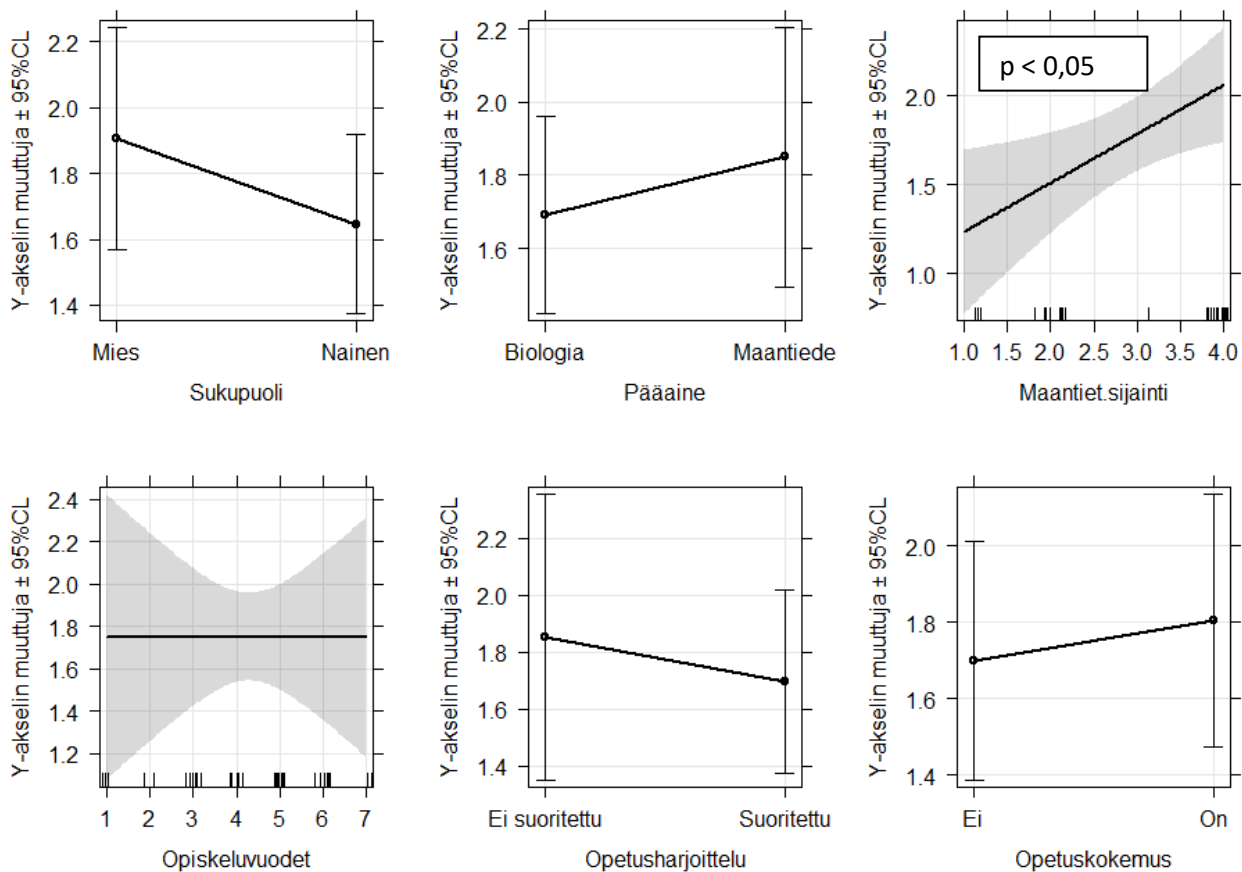 Y-akselin muuttuja ± 95%CL
2.2
2.0
1.8
1.6
1.4
Mies Nainen
Sukupuoli
Y-akselin muuttuja ± 95%CL
2.2
2.0
1.8
1.6
Biologia Maantiede
Pääaine
Y-akselin muuttuja ± 95%CL
p < 0,05
2.0
1.5
1.0
1.0 1.5 2.0 2.5 3.0 3.5 4.0
Maantiet.sijainti
Y-akselin muuttuja ± 95%CL
2.4
2.2
2.0
1.8
1.6
1.4
1.2
1 2 3 4 5 6 7
Opiskeluvuodet
Y-akselin muuttuja ± 95%CL
2.2
2.0
1.8
1.6
1.4
Ei suoritettu Suoritettu
Opetusharjoittelu
Y-akselin muuttuja ± 95%CL
2.0
1.8
1.6
1.4
Ei On
Opetuskokemus